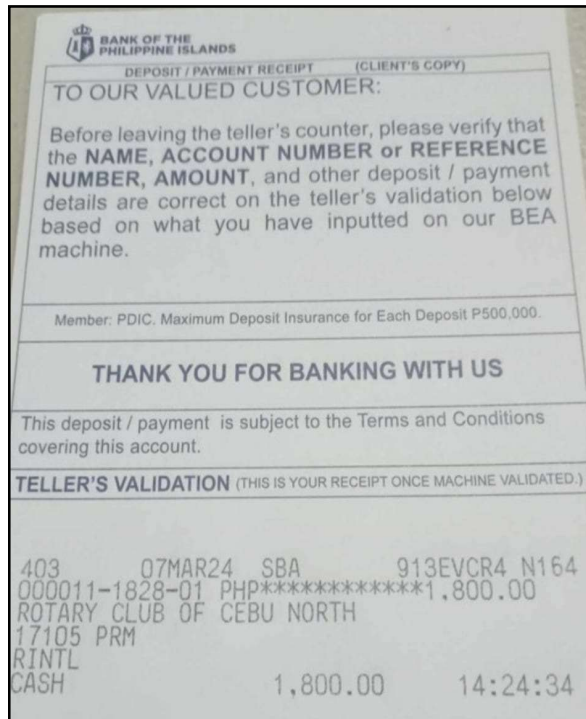 BANK OF THE
PHILIPPINE ISLANDS
DEPOSIT / PAYMENT RECEIPT (CLIENT'S COPY)
TO OUR VALUED CUSTOMER:
Before leaving the teller's counter, please verify that
the NAME, ACCOUNT NUMBER or REFERENCE
NUMBER, AMOUNT, and other deposit / payment
details are correct on the teller's validation below
based on what you have inputted on our BEA
machine.
Member: PDIC. Maximum Deposit Insurance for Each Deposit P500,000.
THANK YOU FOR BANKING WITH US
This deposit / payment is subject to the Terms and Conditions
covering this account.
TELLER'S VALIDATION (THIS IS YOUR RECEIPT ONCE MACHINE VALIDATED.)
403 07MAR24 SBA 913EVCR4 N164
000011-1828-01 PHP************1,800.00
ROTARY CLUB OF CEBU NORTH
17105 PRM
RINTL
CASH 1,800.00 14:24:34